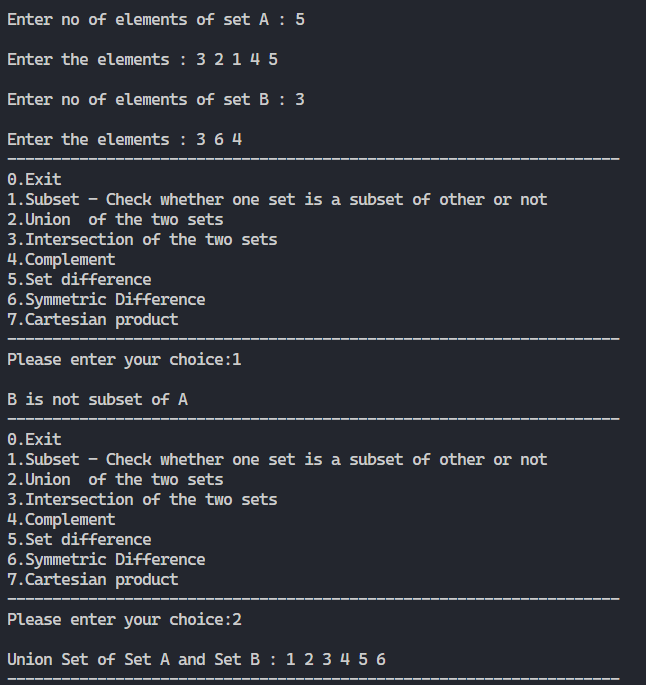 Enter no of elements of set A : 5
Enter the elements : 3 2 1 4 5
Enter no of elements of set B : 3
Enter the elements : 3 6 4
--------------------------------------------------------------------
0.Exit
1.Subset - Check whether one set is a subset of other or not
2.Union  of the two sets
3.Intersection of the two sets
4.Complement
5.Set difference
6.Symmetric Difference
7.Cartesian product
--------------------------------------------------------------------
Please enter your choice:1
B is not subset of A
--------------------------------------------------------------------
0.Exit
1.Subset - Check whether one set is a subset of other or not
2.Union  of the two sets
3.Intersection of the two sets
4.Complement
5.Set difference
6.Symmetric Difference
7.Cartesian product
--------------------------------------------------------------------
Please enter your choice:2
Union Set of Set A and Set B : 1 2 3 4 5 6
--------------------------------------------------------------------